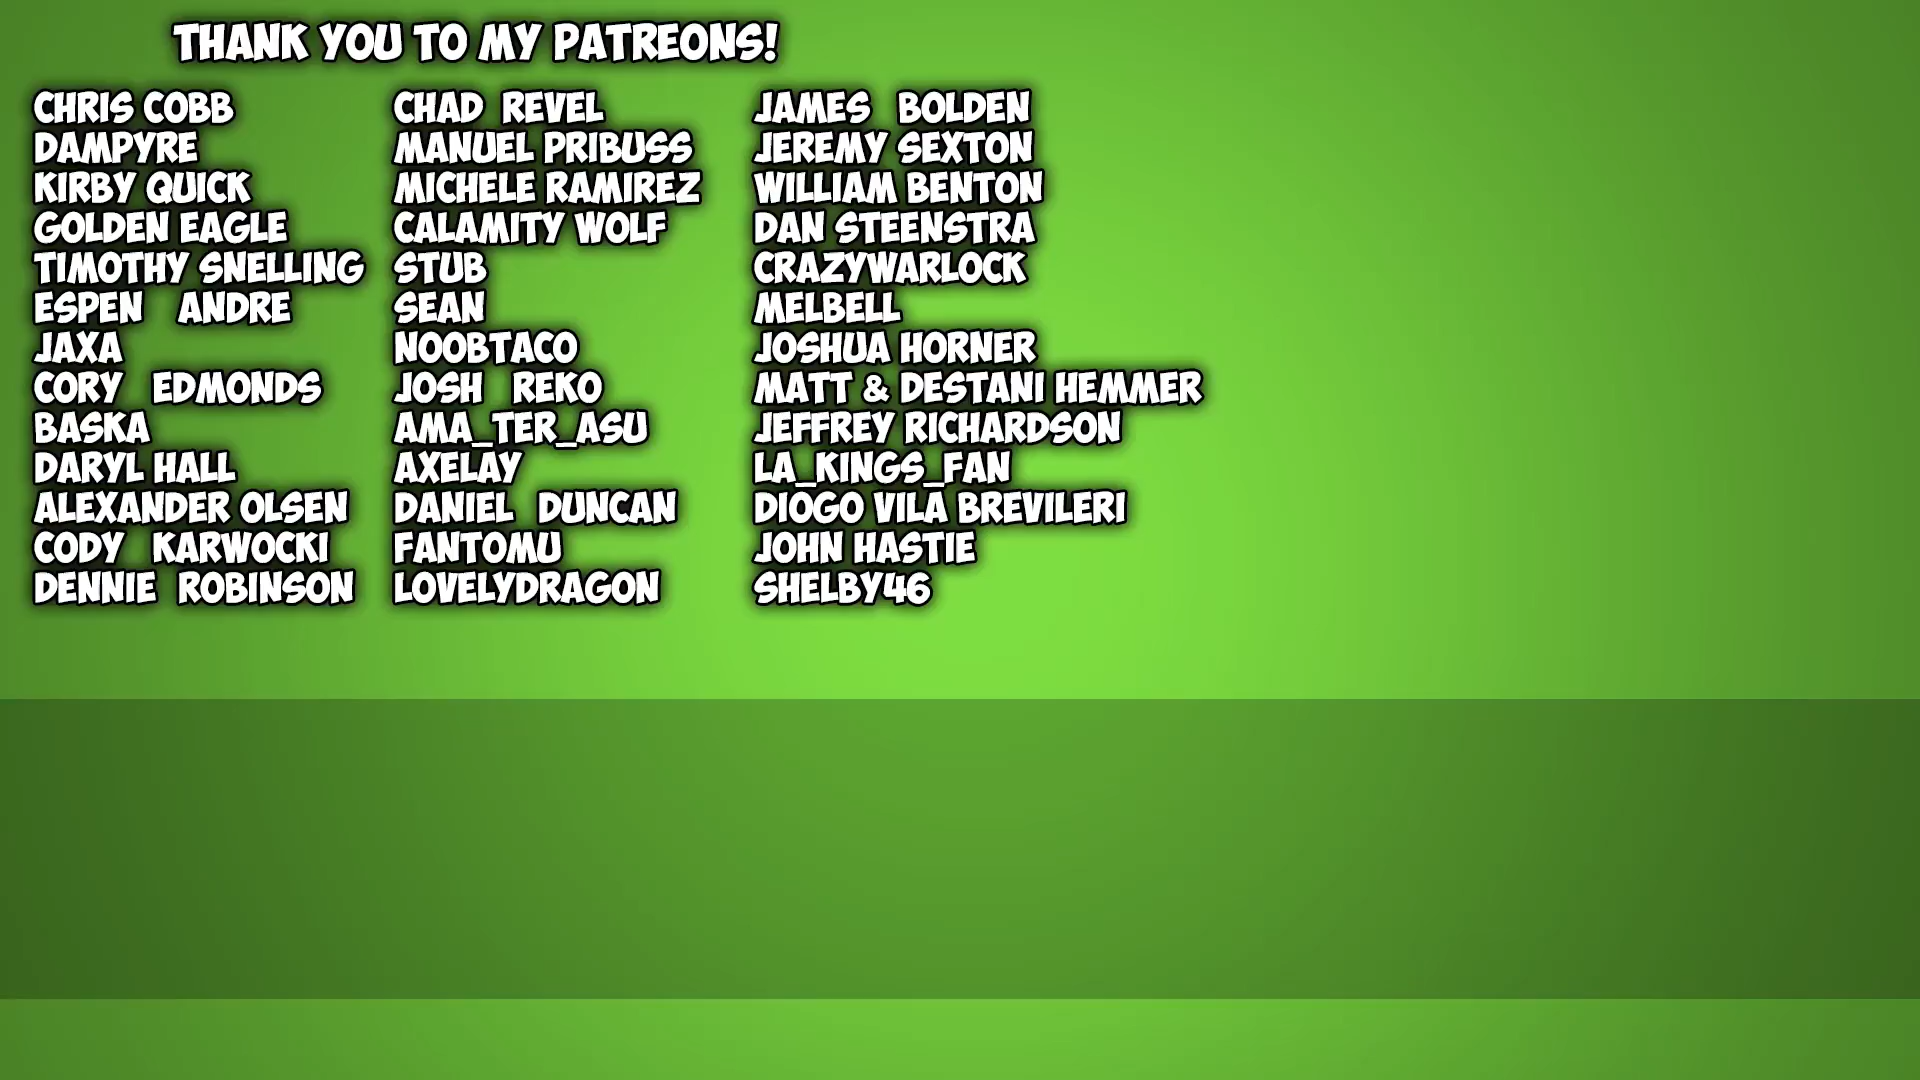 THANK YOU TO MY PATREONS!
CHRIS COBB
DAMPYRE
KIRBY QUICK
GOLDEN EAGLE
TIMOTHY SNELLING
ESPEN ANDRE
JAXA
CORY EDMONDS
BASKA
DARYL HALL
ALEXANDER OLSEN
CODY KARWOCKI
DENNIE ROBINSON
CHAD REVEL
MANUEL PRIBUSS
MICHELE RAMIREZ
CALAMITY WOLF
STUB
SEAN
NOOBTACO
JOSH REKO
AMA_TER_ASU
AXELAY
DANIEL DUNCAN
FANTOMU
LOVELYDRAGON
JAMES BOLDEN
JEREMY SEXTON
WILLIAM BENTON
DAN STEENSTRA
CRAZYWARLOCK
MELBELL
JOSHUA HORNER
MATT & DESTANI HEMMER
JEFFREY RICHARDSON
LA_KINGS_FAN
DIOGO VILA BREVILERI
JOHN HASTIE
SHELBY46